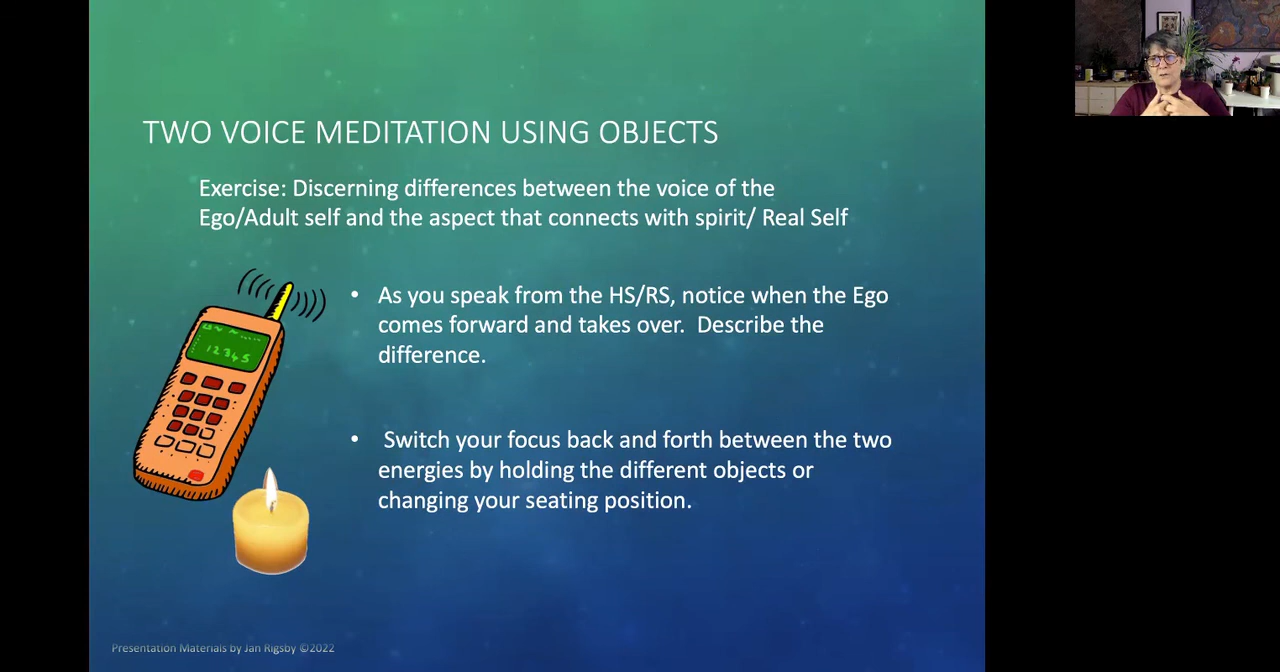 TWO VOICE MEDITATION USING OBJECTS
Exercise: Discerning differences between the voice of the
Ego/Adult self and the aspect that connects with spirit/ Real Self
• As you speak from the HS/RS, notice when the Ego
comes forward and takes over.  Describe the
difference.
12345
• Switch your focus back and forth between the two
energies by holding the different objects or
changing your seating position.
Presentation Materials by Jan Rigsby ©2022